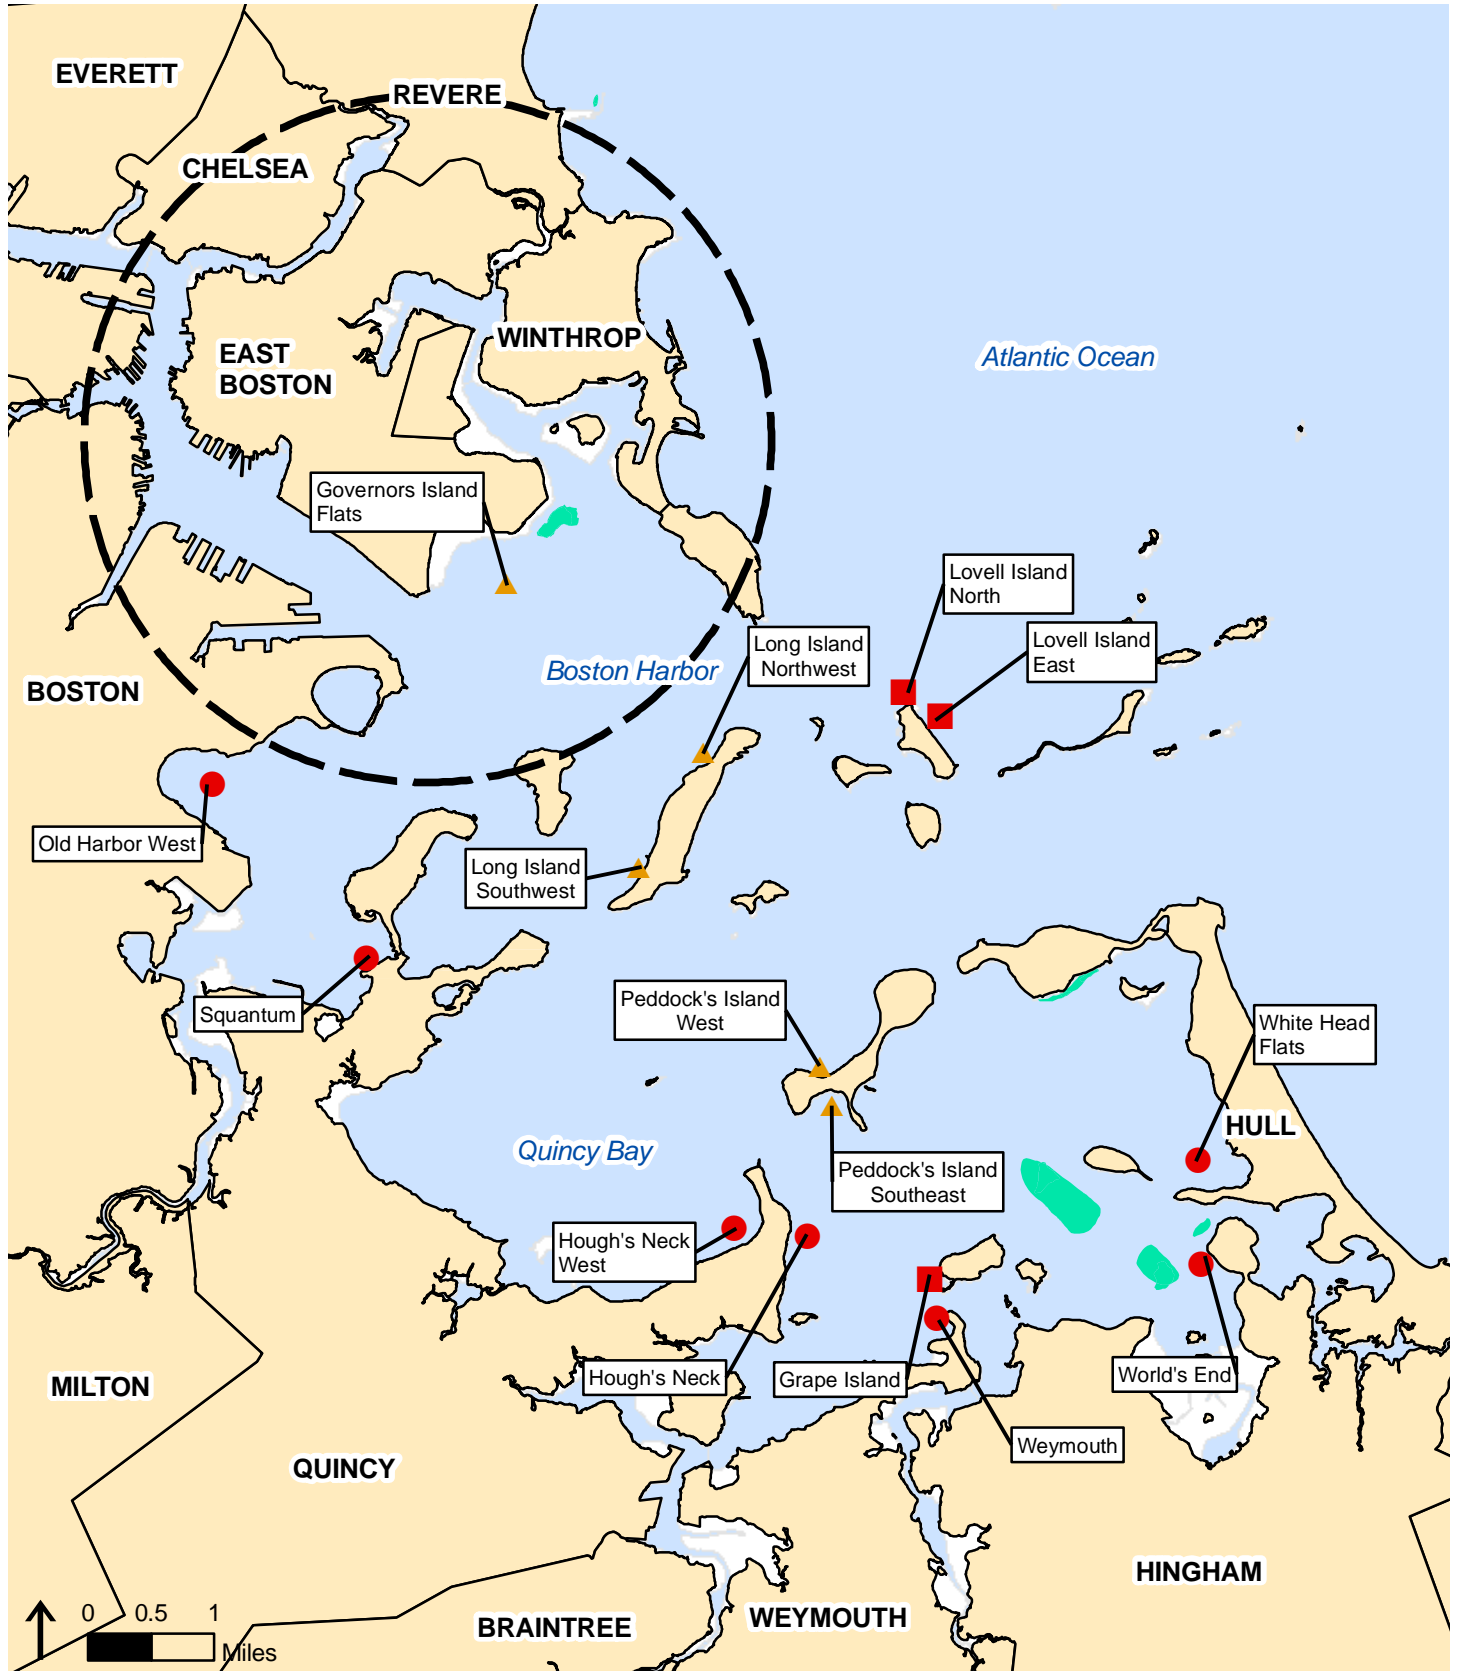 EVERETT
REVERE
CHELSEA
WINTHROP
EAST
BOSTON
Atlantic Ocean
Governors Island
Flats
Lovell Island
North
Lovell Island
East
Long Island
Northwest
Boston Harbor
BOSTON
Old Harbor West
Long Island
Southwest
Squantum
Peddock's Island
West
White Head
Flats
HULL
Quincy Bay
Peddock's Island
Southeast
Hough's Neck
West
Hough's Neck
Grape Island
World's End
MILTON
Weymouth
QUINCY
HINGHAM
BRAINTREE
WEYMOUTH
0 0.5 1
Miles